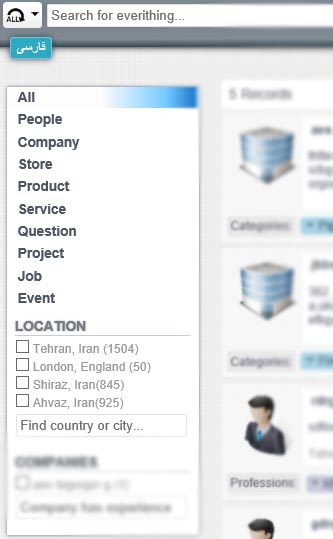 ALL
Search for everithing...
فارسی
All
People
Company
Store
Product
Service
Question
Project
Job
Event
5 Records
LOCATION
Tehran, Iran (1504)
London, England (50)
Shiraz, Iran(845)
Ahvaz, Iran(925)
Find country or city...
Categories:
Categories:
COMPANIES
Company has experience
Professions: